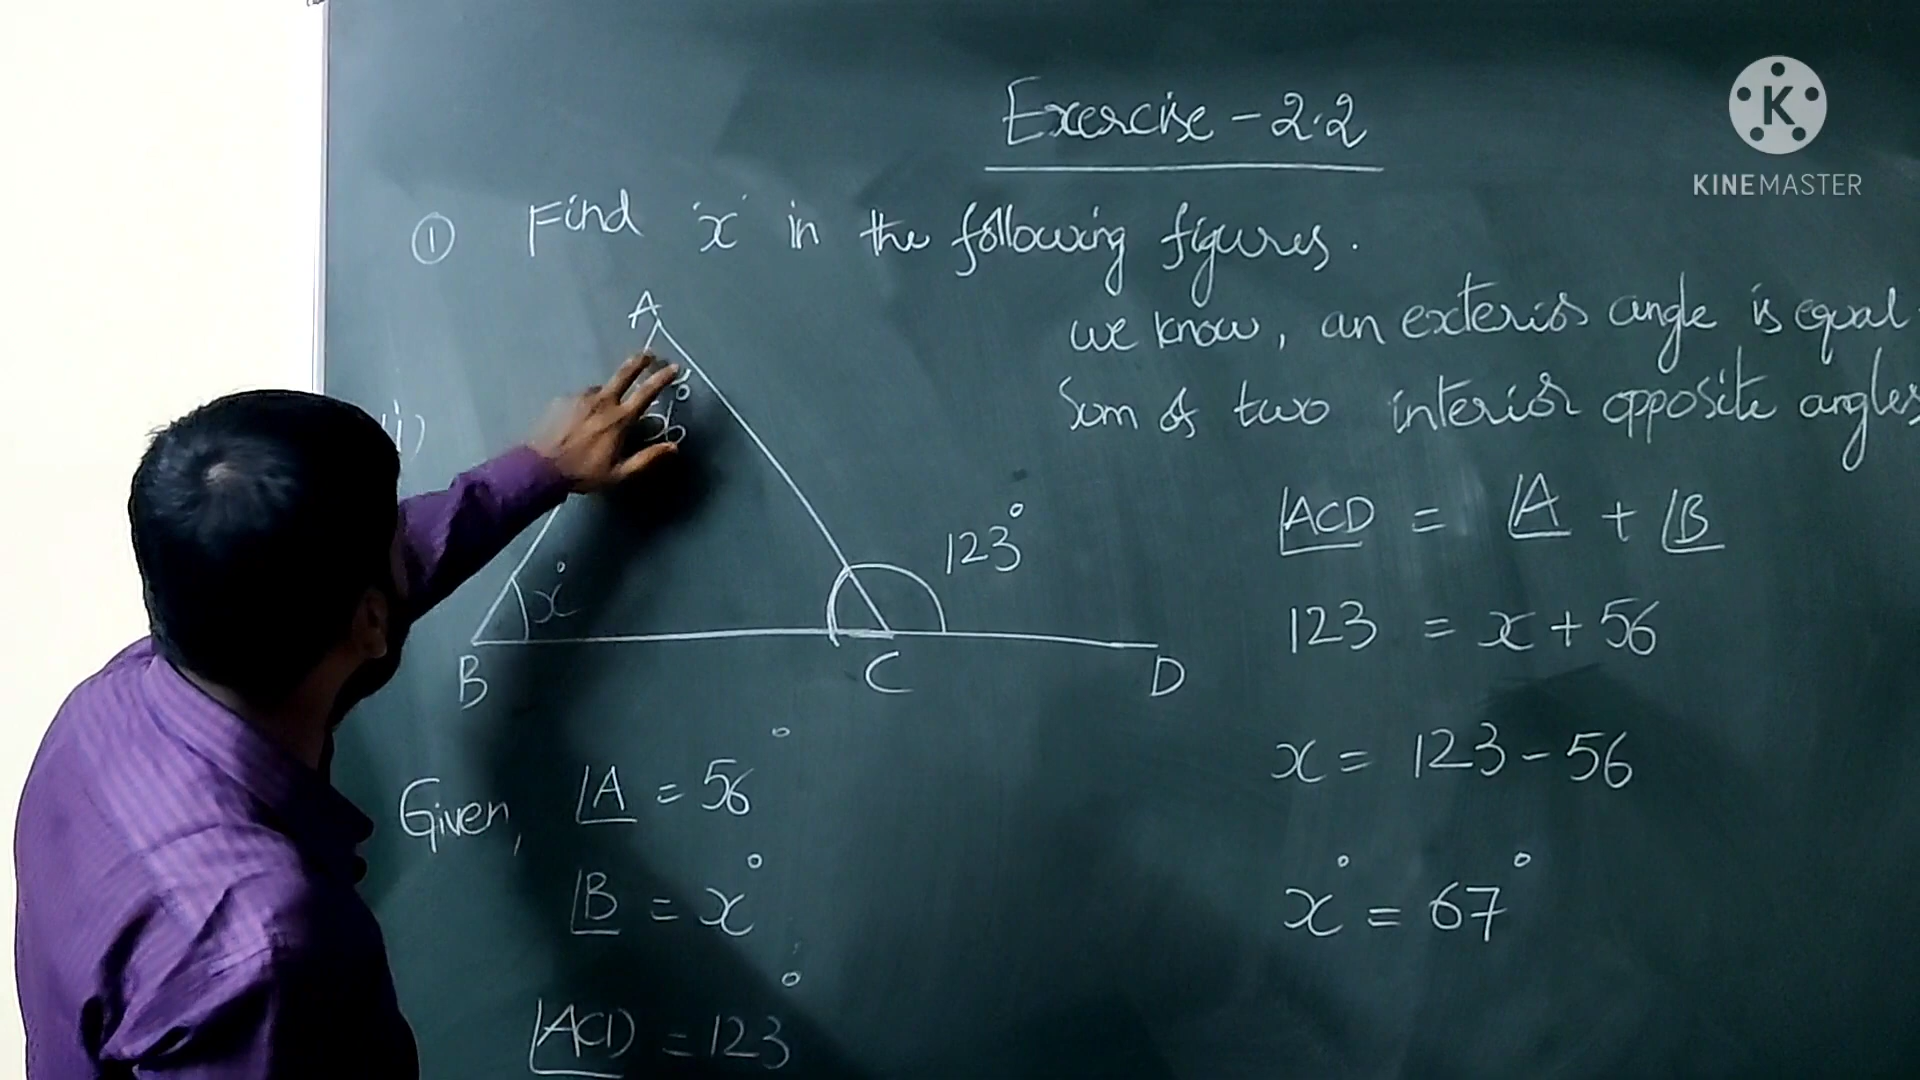 Exercise - 2.2
① Find 'x' in the following figures.
we know, an exterior angle is equal
Sum of two interior opposite angles
(i)
A
56°
x°
123°
B
C
D
∠ACD = ∠A + ∠B
123 = x + 56
x = 123 - 56
x° = 67°
Given, ∠A = 56°
∠B = x°
∠ACD = 123°
K
KINEMASTER